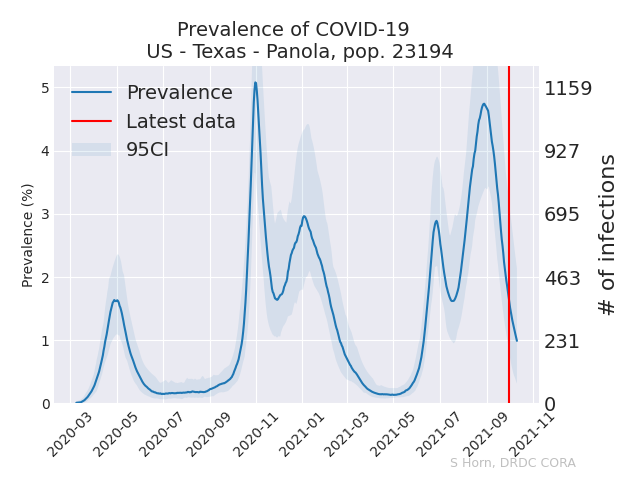 Prevalence of COVID-19
US - Texas - Panola, pop. 23194
Prevalence
Latest data
95CI
Prevalence (%)
5
4
3
2
1
0
1159
927
695
463
231
0
# of infections
2020-03
2020-05
2020-07
2020-09
2020-11
2021-01
2021-03
2021-05
2021-07
2021-09
2021-11
S Horn, DRDC CORA